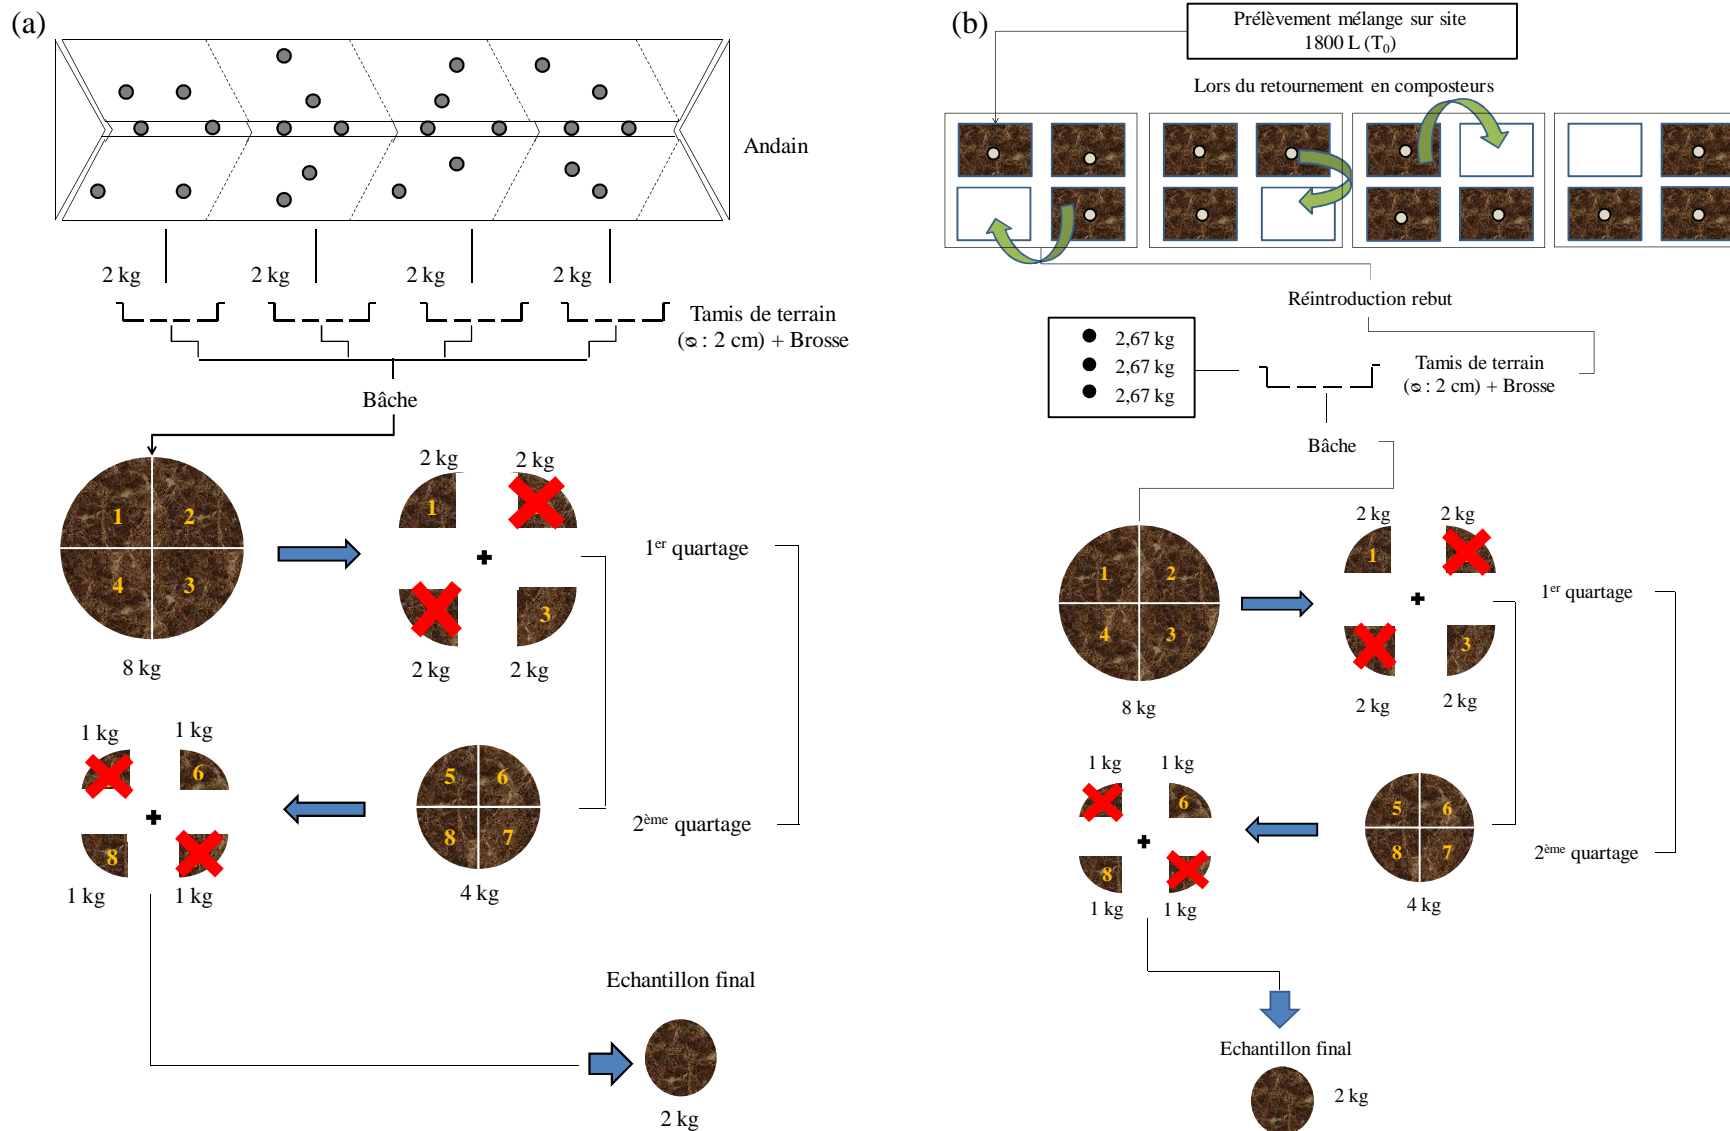 (a)
Andain
2 kg
2 kg
2 kg
2 kg
Tamis de terrain
(ᴓ : 2 cm) + Brosse
Bâche
1
2
4
3
8 kg
2 kg
2 kg
1
3
2 kg
2 kg
1er quartage
1 kg
1 kg
6
8
1 kg
1 kg
5
6
8
7
4 kg
2ème quartage
Echantillon final
2 kg
(b)
Prélèvement mélange sur site
1800 L (T0)
Lors du retournement en composteurs
Réintroduction rebut
2,67 kg
2,67 kg
2,67 kg
Tamis de terrain
(ᴓ : 2 cm) + Brosse
Bâche
1
2
4
3
8 kg
2 kg
2 kg
1
3
2 kg
2 kg
1er quartage
1 kg
1 kg
6
8
1 kg
1 kg
5
6
8
7
4 kg
2ème quartage
Echantillon final
2 kg